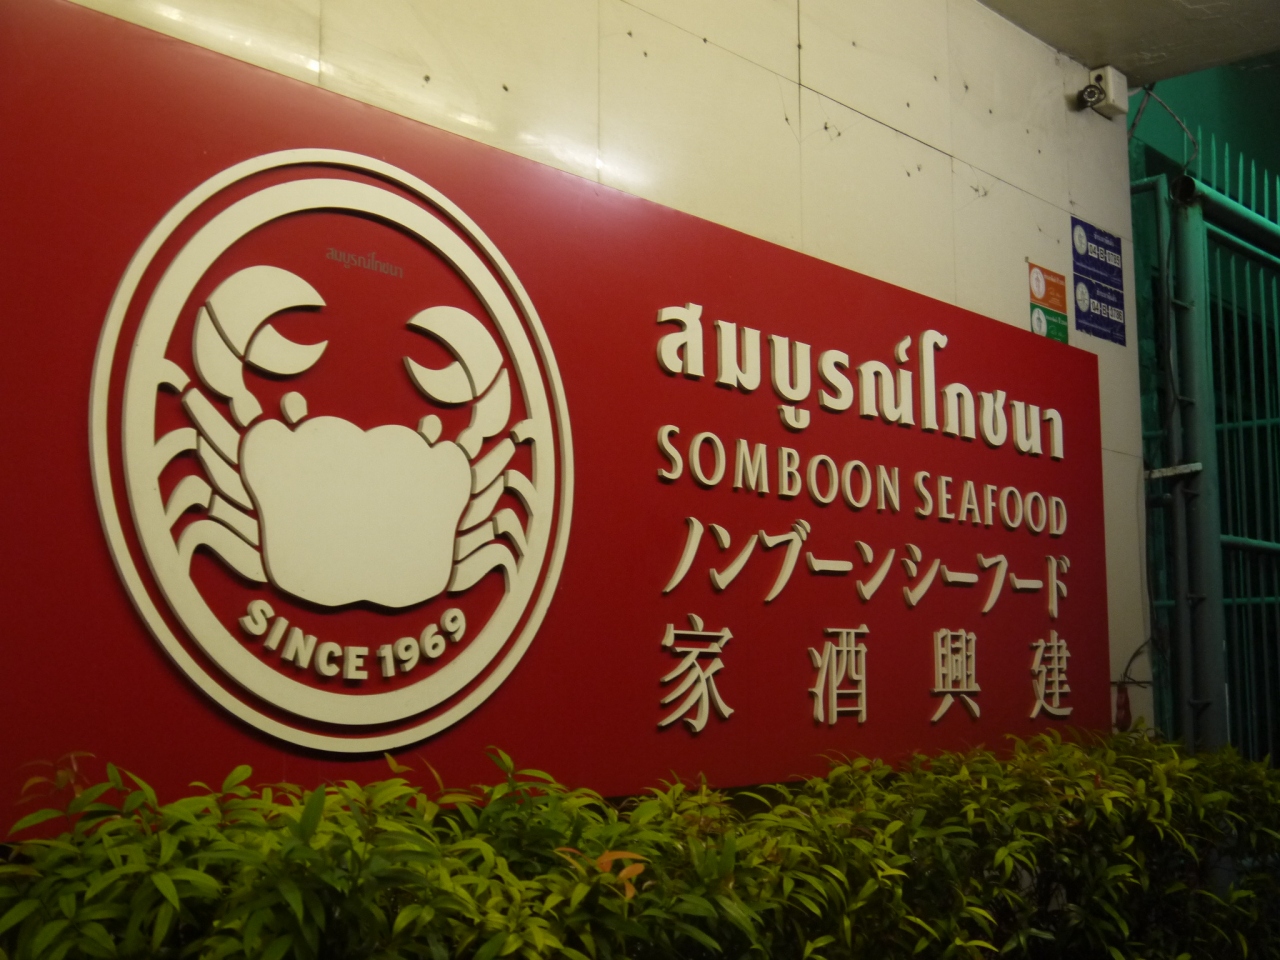 สมบูรณ์โภชนา
SINCE 1969
สมบูรณ์โภชนา
SOMBOON SEAFOOD
ソンブーンシーフード
家酒興建